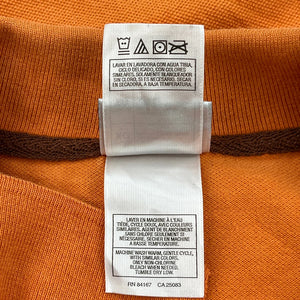 LAVAR EN LAVADORA CON AGUA TIBIA,
CICLO DELICADO, CON COLORES
SIMILARES. SOLAMENTE BLANQUEADOR
SIN CLORO SI ES NECESARIO. SECAR
EN SECADORA, A BAJA TEMPERATURA.
LAVER EN MACHINE À L'EAU
TIÈDE, CYCLE DOUX, AVEC COULEURS
SIMILAIRES. AGENT DE BLANCHIMENT
SANS CHLORE SEULEMENT SI
NÉCESSAIRE. SÉCHER EN MACHINE
À BASSE TEMPÉRATURE.
MACHINE WASH WARM,
GENTLE CYCLE, WITH LIKE
COLORS, ONLY NON-CHLORINE
BLEACH WHEN NEEDED,
TUMBLE DRY LOW.
RN 84167 CA 25083